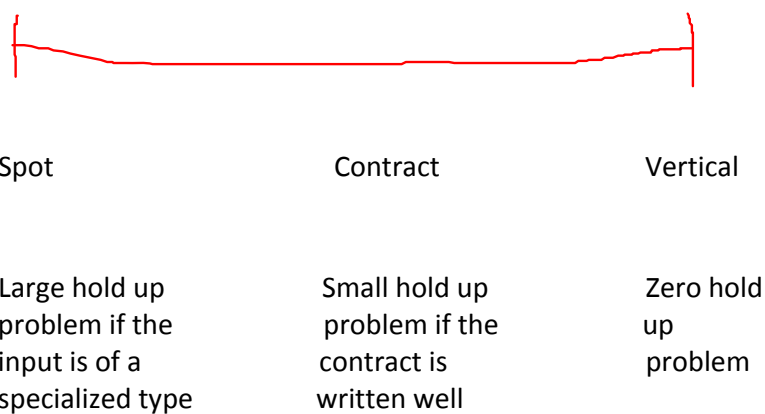 Spot Contract Vertical
Large hold up Small hold up Zero hold
problem if the problem if the up
input is of a contract is problem
specialized type written well